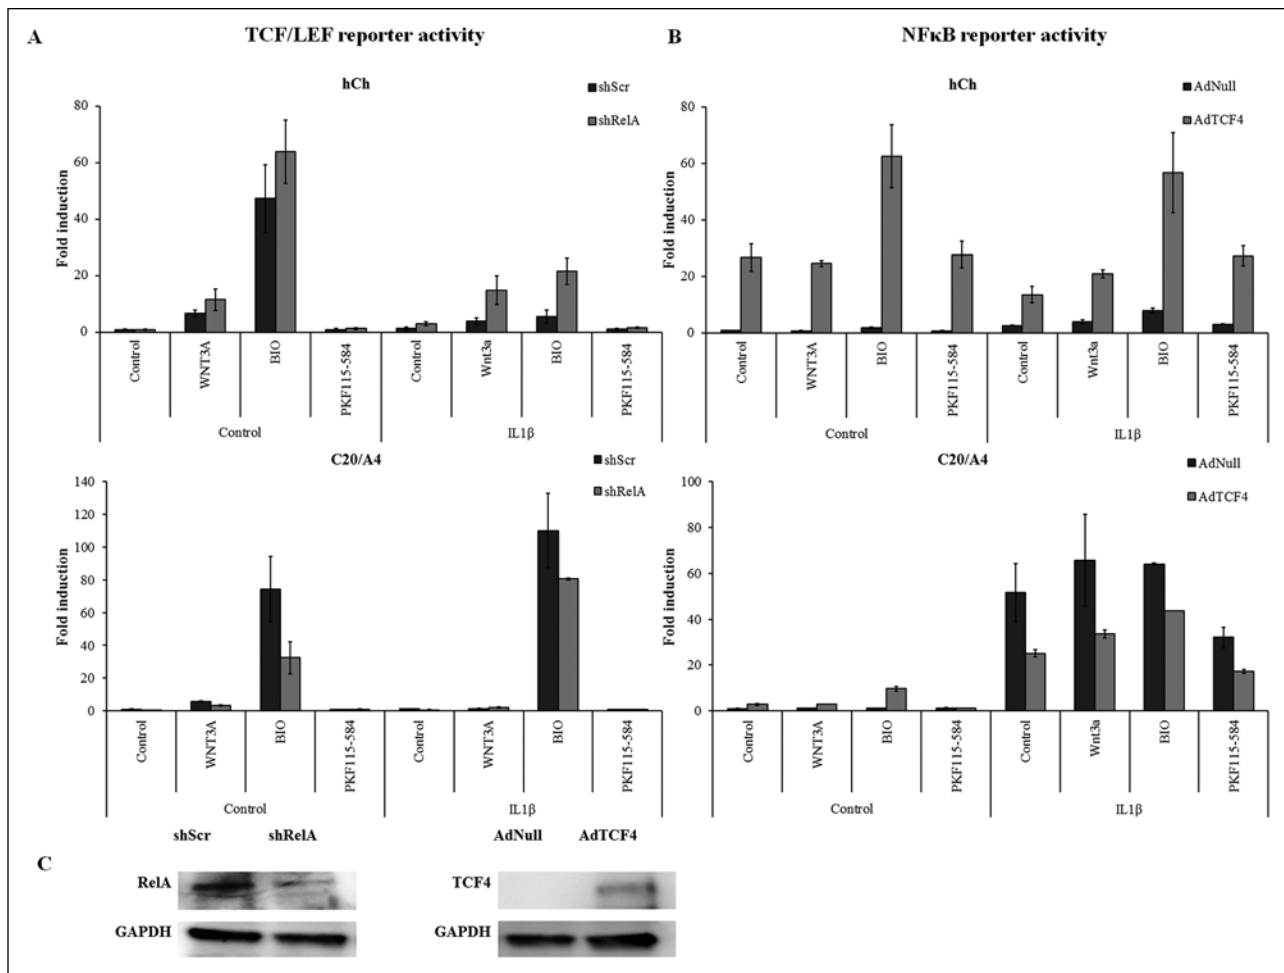 A
TCF/LEF reporter activity
hCh
shScr
shRelA
Fold induction
80
60
40
20
0
Control
WNT3A
BIO
PKF115-584
Control
Wnt3a
BIO
PKF115-584
Control
IL1β
B
NFκB reporter activity
hCh
AdNull
AdTCF4
Fold induction
80
60
40
20
0
Control
WNT3A
BIO
PKF115-584
Control
Wnt3a
BIO
PKF115-584
Control
IL1β
C20/A4
shScr
shRelA
Fold induction
140
120
100
80
60
40
20
0
Control
WNT3A
BIO
PKF115-584
Control
WNT3A
BIO
PKF115-584
Control
IL1β
C20/A4
AdNull
AdTCF4
Fold induction
100
80
60
40
20
0
Control
WNT3A
BIO
PKF115-584
Control
Wnt3a
BIO
PKF115-584
Control
IL1β
C
shScr shRelA
RelA
GAPDH
AdNull AdTCF4
TCF4
GAPDH